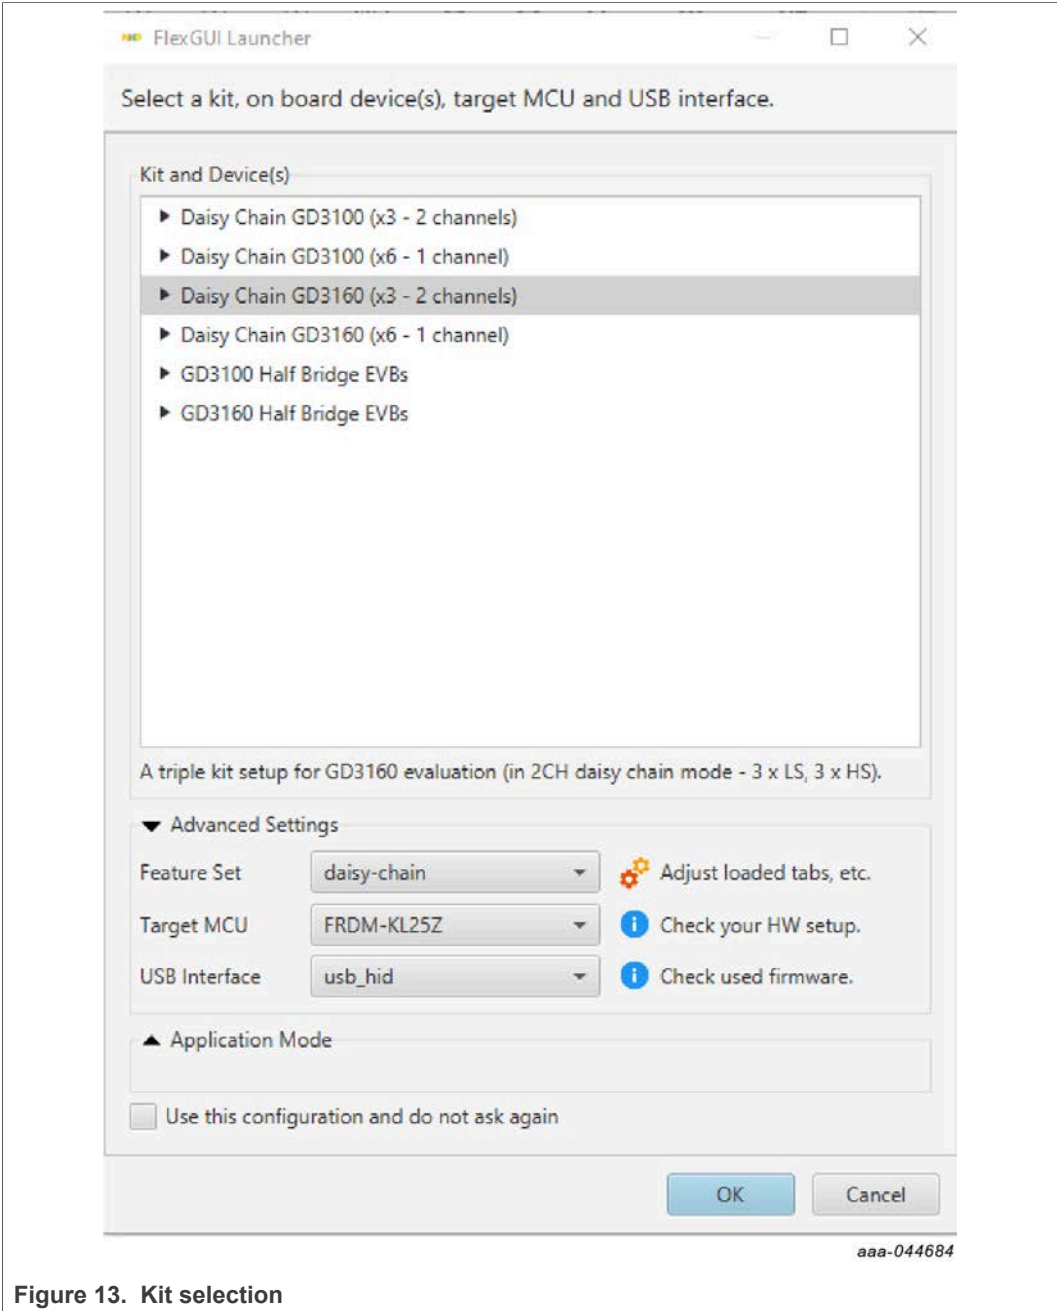 FlexGUI Launcher
Select a kit, on board device(s), target MCU and USB interface.
Kit and Device(s)
Daisy Chain GD3100 (x3 - 2 channels)
Daisy Chain GD3100 (x6 - 1 channel)
Daisy Chain GD3160 (x3 - 2 channels)
Daisy Chain GD3160 (x6 - 1 channel)
GD3100 Half Bridge EVBs
GD3160 Half Bridge EVBs
A triple kit setup for GD3160 evaluation (in 2CH daisy chain mode - 3 x LS, 3 x HS).
Advanced Settings
Feature Set daisy-chain Adjust loaded tabs, etc.
Target MCU FRDM-KL25Z Check your HW setup.
USB Interface usb_hid Check used firmware.
Application Mode
Use this configuration and do not ask again
OK Cancel
aaa-044684
Figure 13. Kit selection